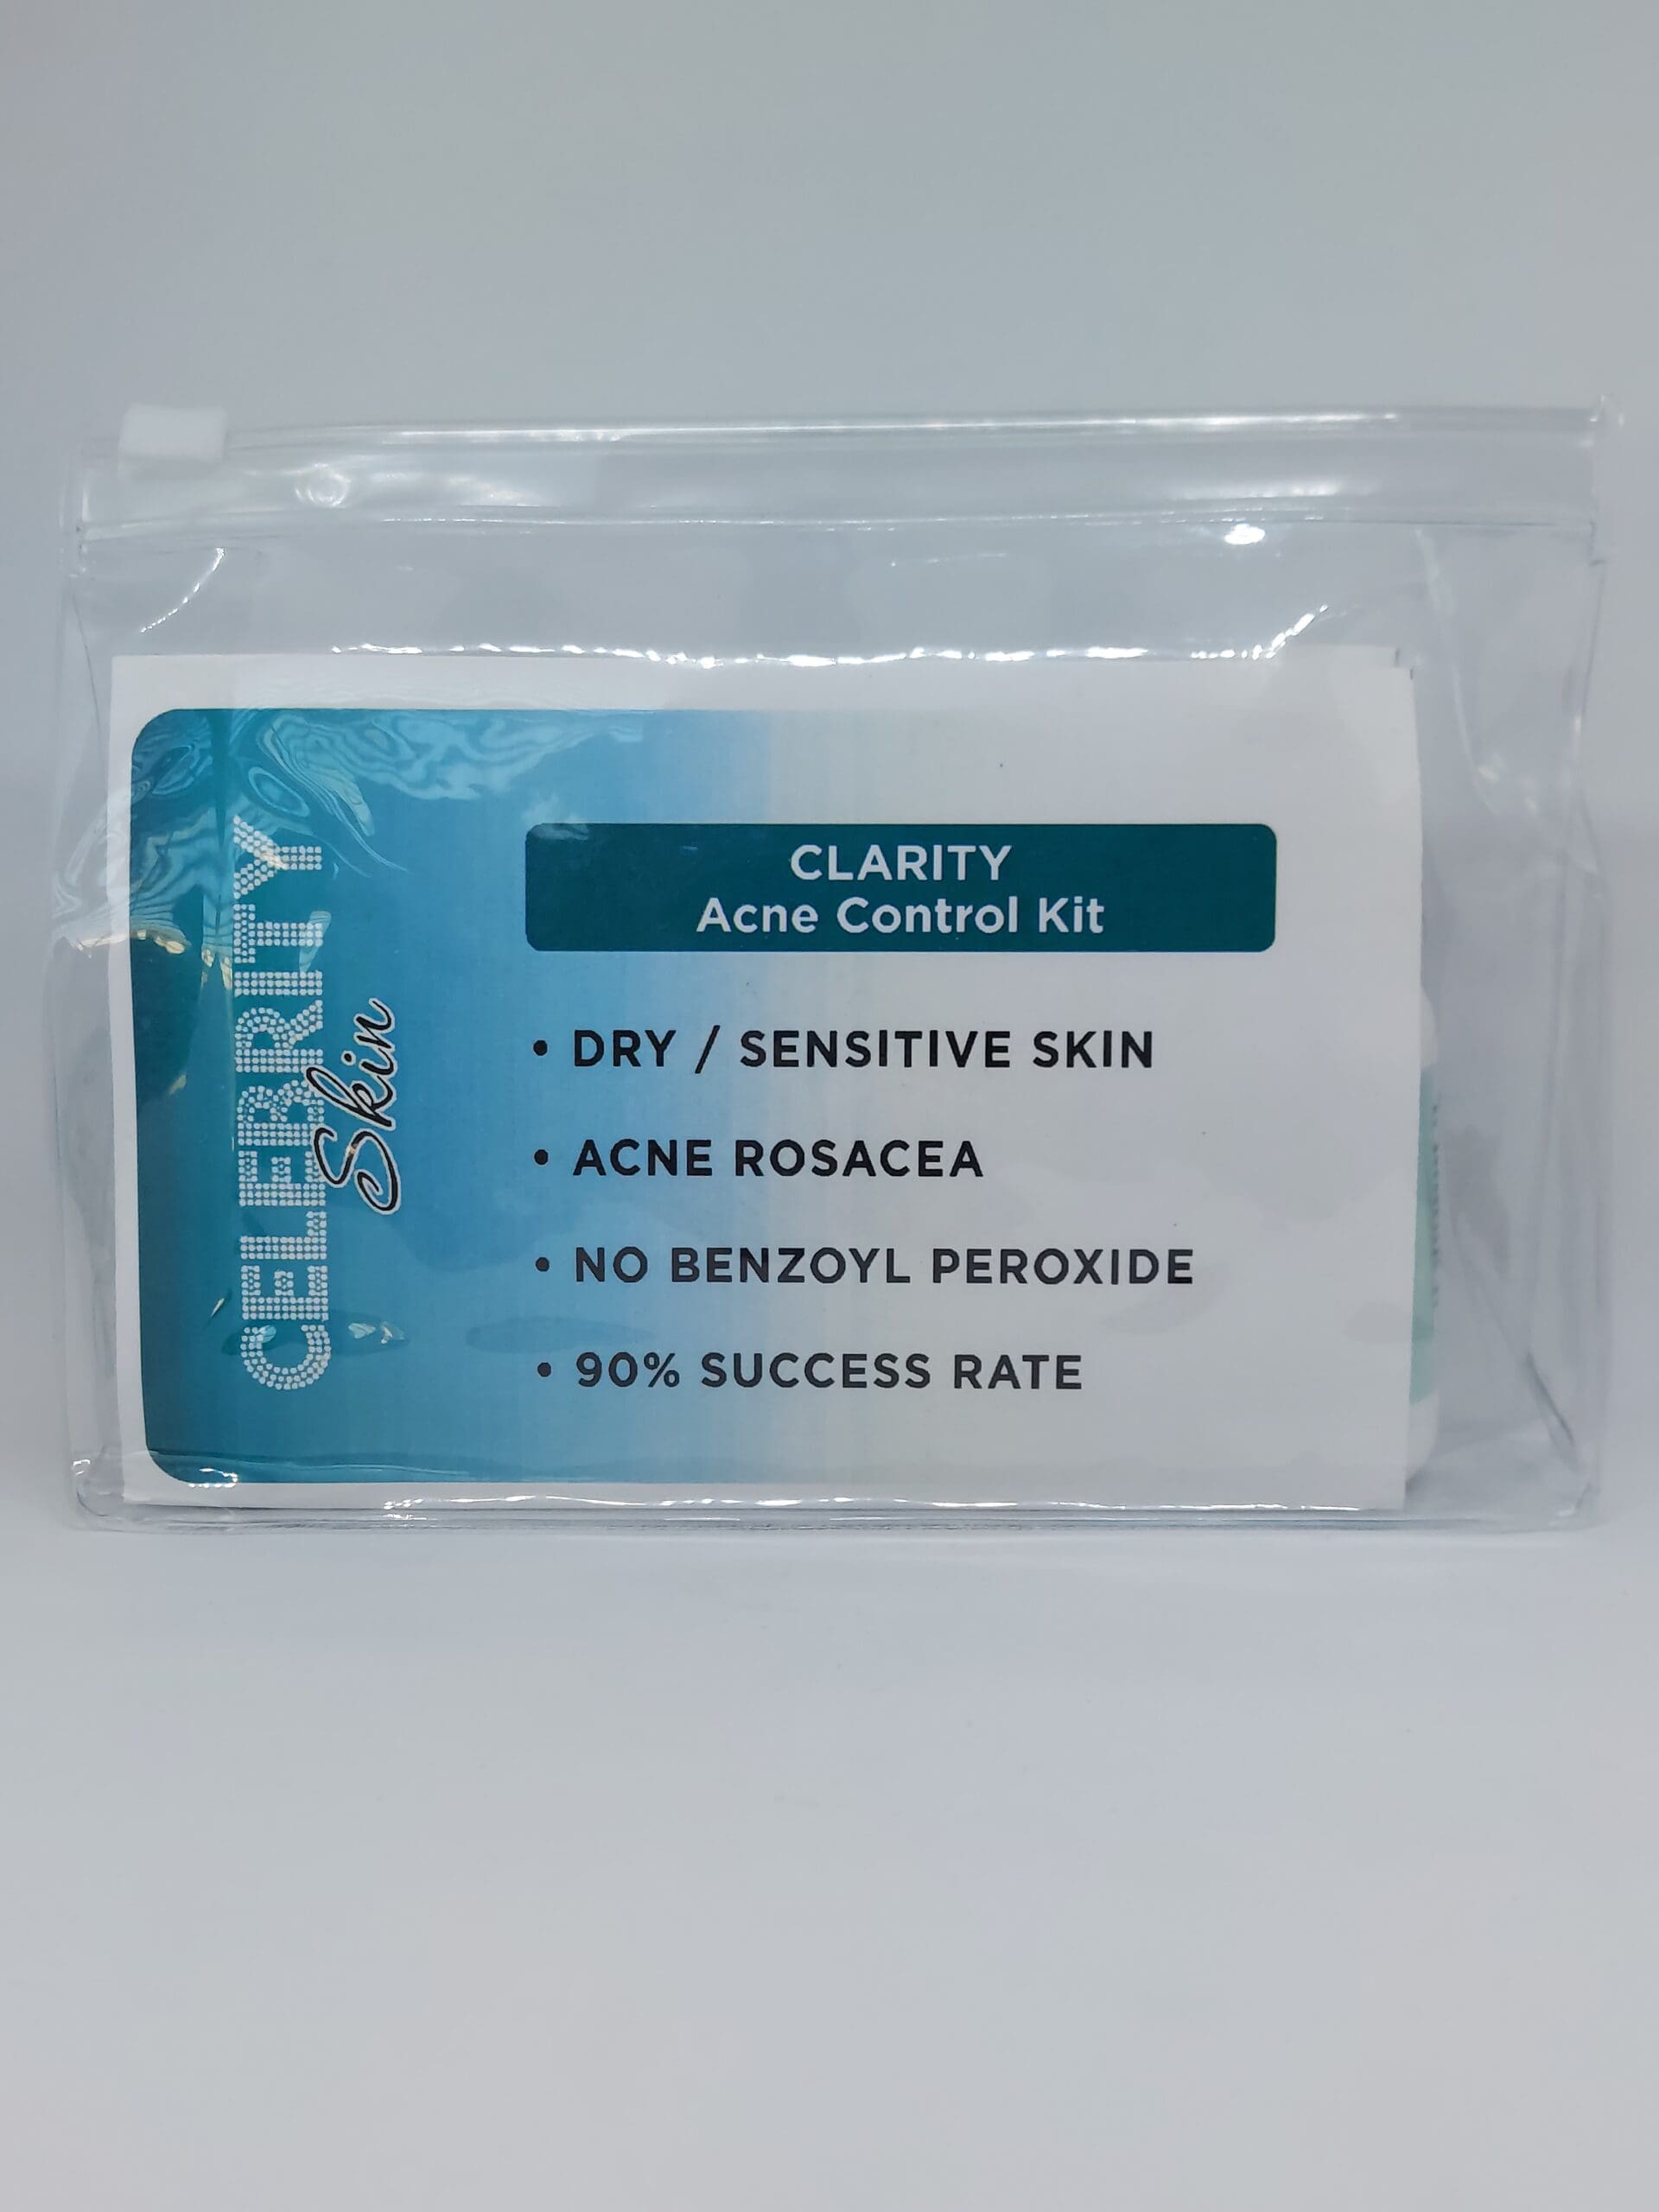 CELEBRITY
Skin
CLARITY
Acne Control Kit
• DRY / SENSITIVE SKIN
• ACNE ROSACEA
• NO BENZOYL PEROXIDE
• 90% SUCCESS RATE